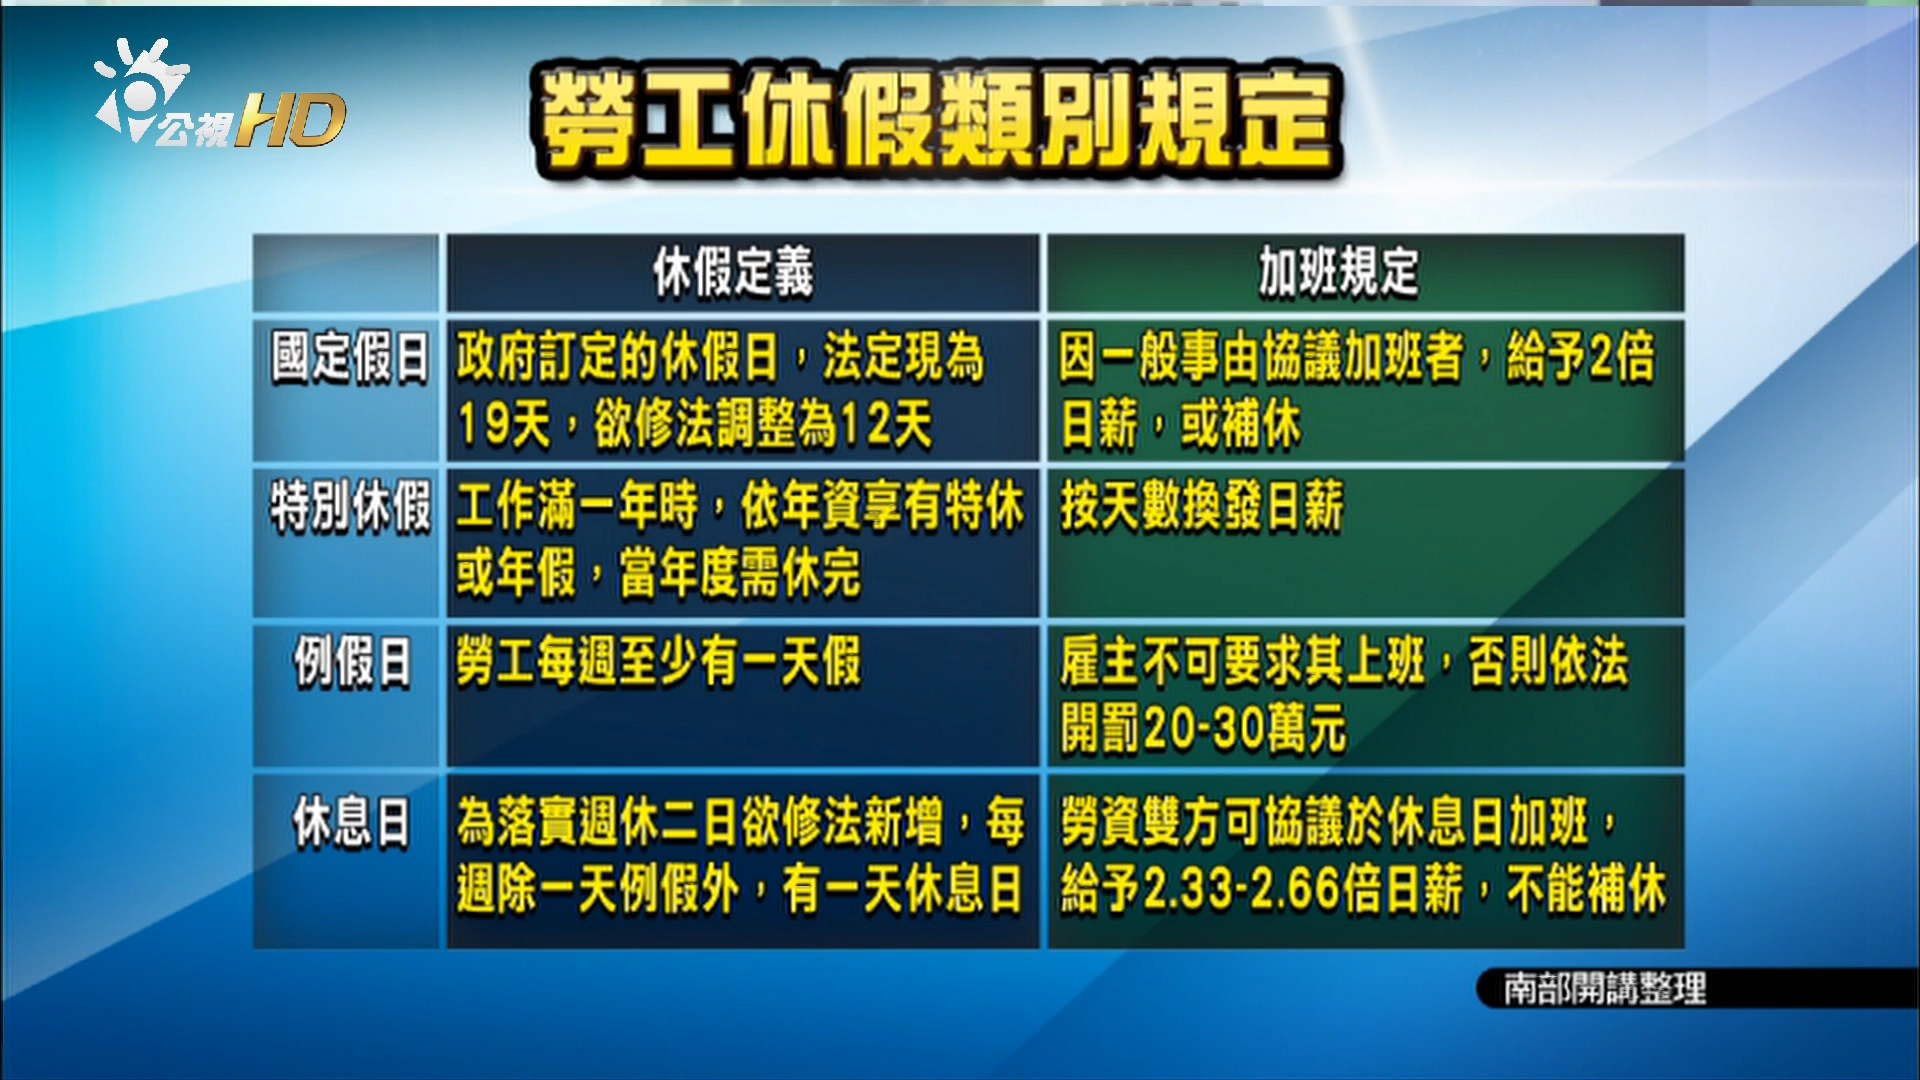 公視HD
勞工休假類別規定
休假定義
加班規定
國定假日
政府訂定的休假日，法定現為
19天，欲修法調整為12天
因一般事由協議加班者，給予2倍
日薪，或補休
特別休假
工作滿一年時，依年資享有特休
或年假，當年度需休完
按天數換發日薪
例假日
勞工每週至少有一天假
雇主不可要求其上班，否則依法
開罰20-30萬元
休息日
為落實週休二日欲修法新增，每
週除一天例假外，有一天休息日
勞資雙方可協議於休息日加班，
給予2.33-2.66倍日薪，不能補休
南部開講整理